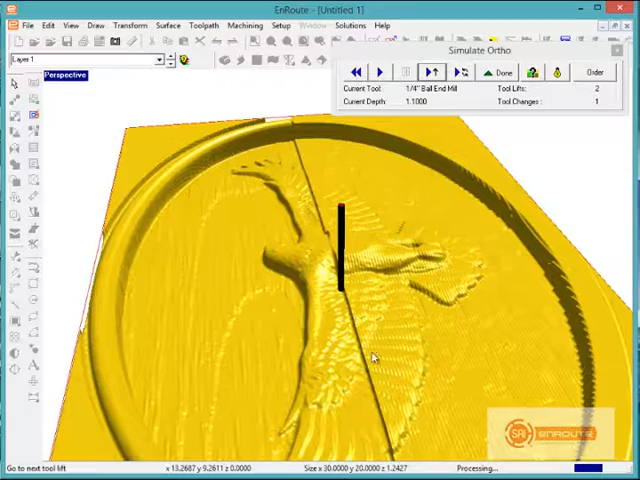 EnRoute - [Untitled 1]
File Edit View Draw Transform Surface Toolpath Machining Setup Window Solutions Help
Layer 1
Simulate Ortho
Done
Order
Current Tool: 1/4" Ball End Mill Tool Lifts: 2
Current Depth: 1.1000 Tool Changes : 1
Perspective
SAi ENROUTE
Go to next tool lift x 13.2687 y 9.2611 z 0.0000 Size x 30.0000 y 20.0000 z 1.2427 Processing...